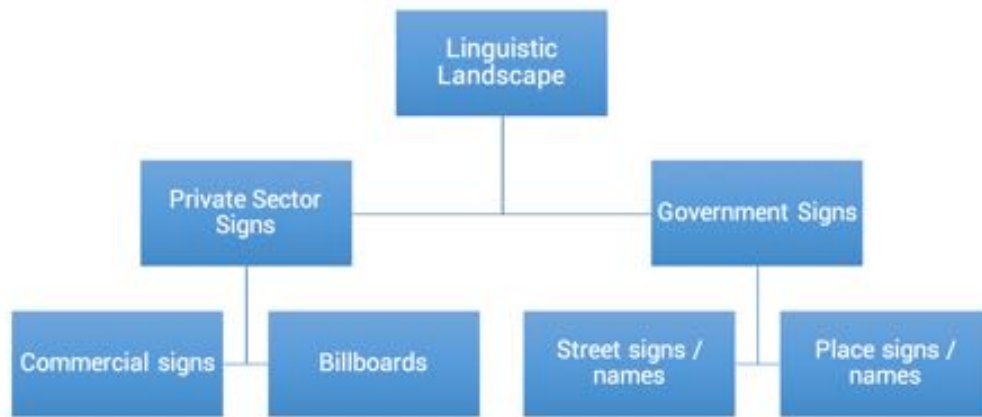 Linguistic
Landscape
Private Sector
Signs
Government Signs
Commercial signs
Billboards
Street signs /
names
Place signs /
names